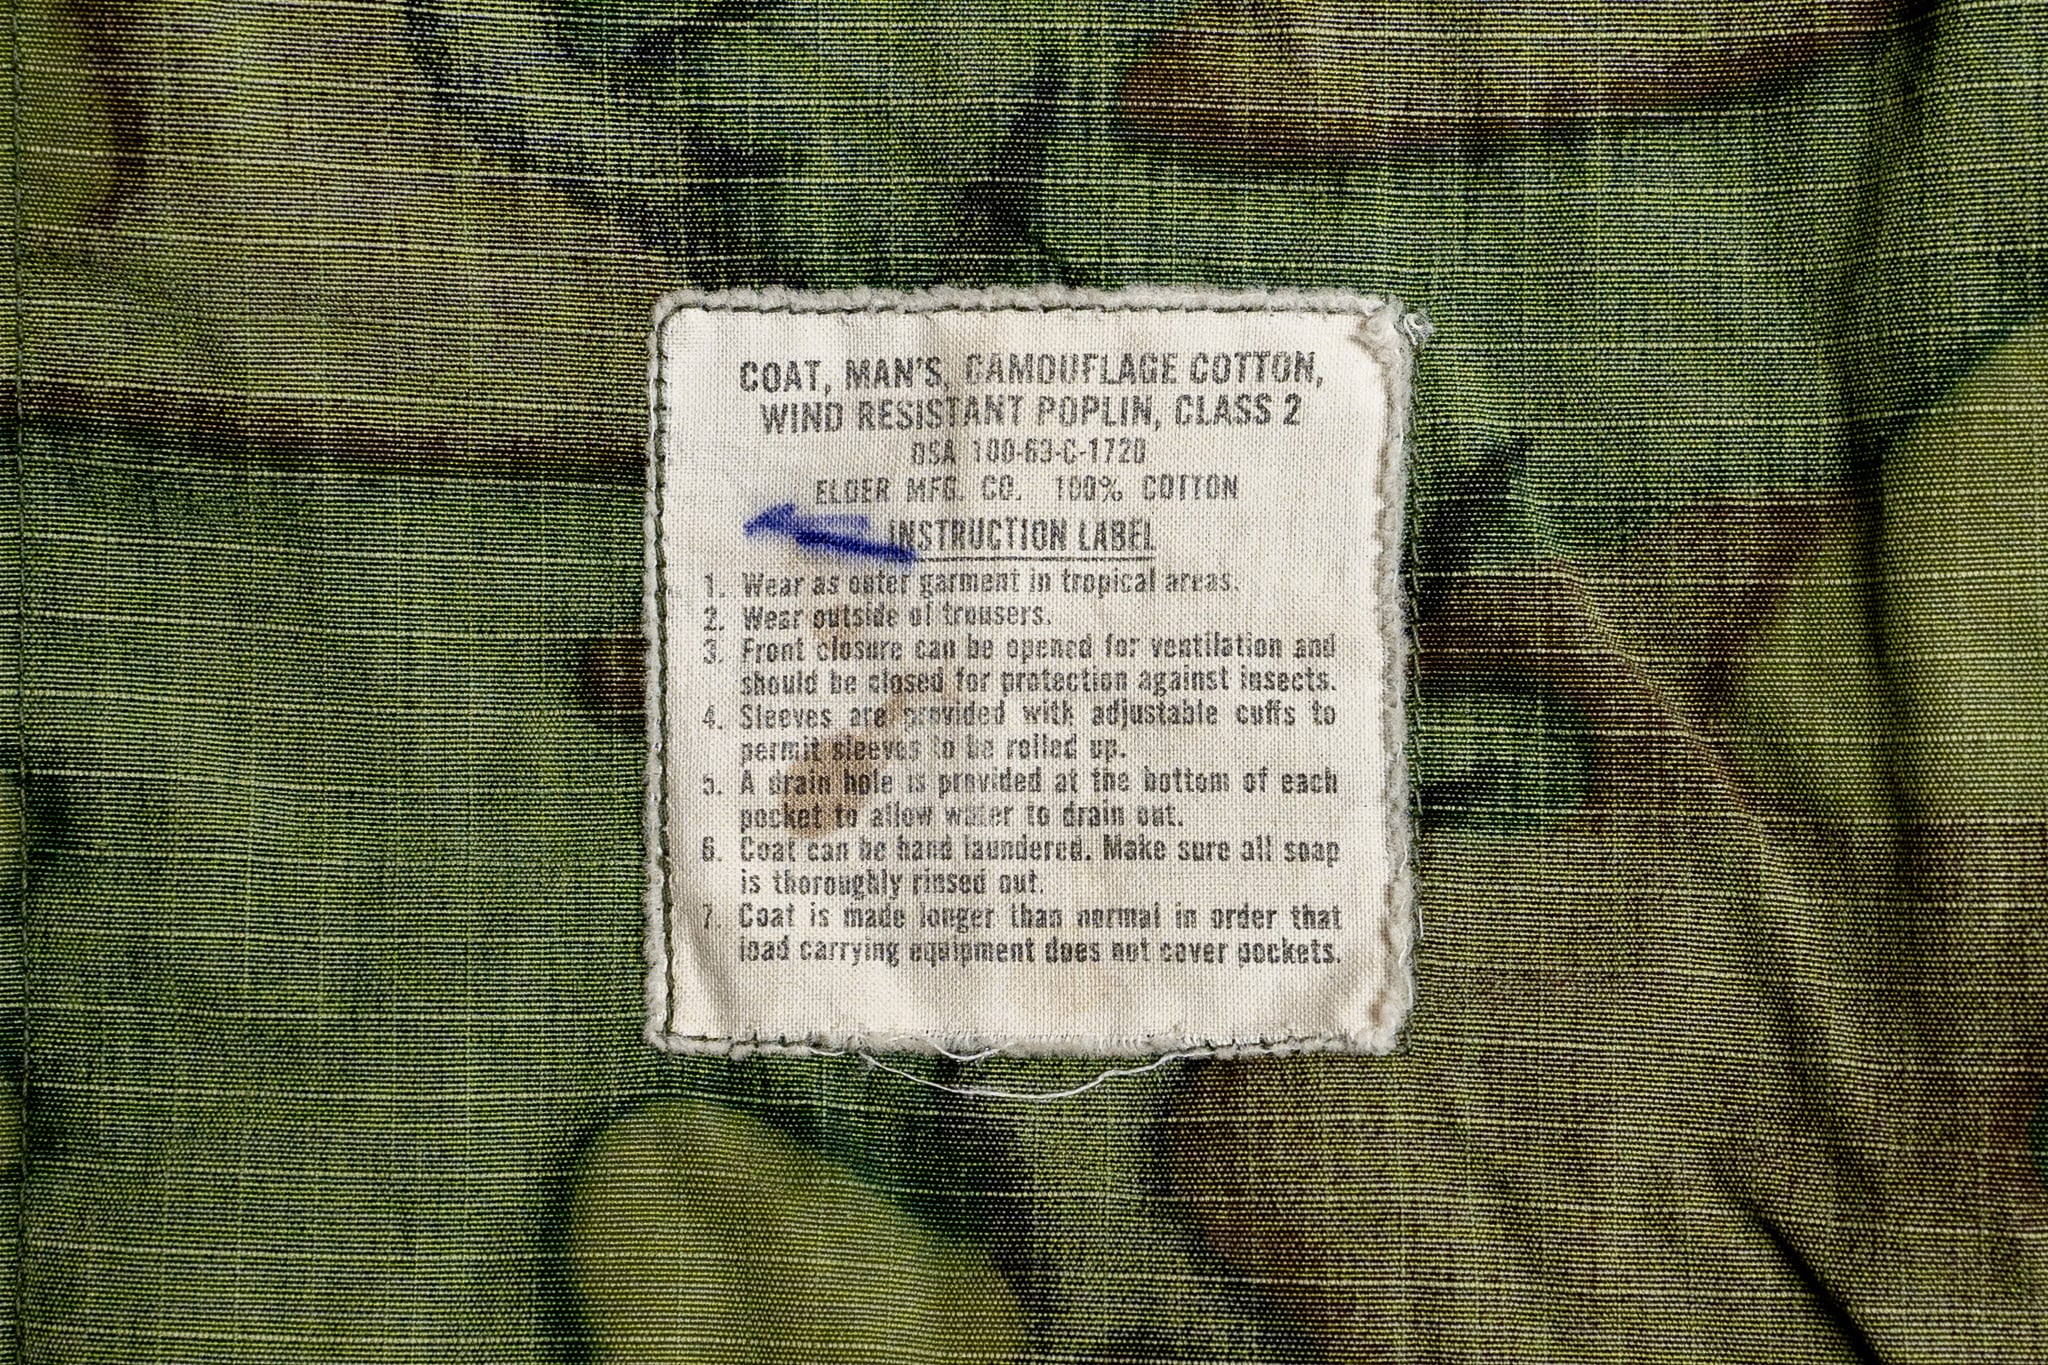 COAT, MAN'S, CAMOUFLAGE COTTON,
WIND RESISTANT POPLIN, CLASS 2
DSA 100-69-C-1720
ELDER MFG. CO. 100% COTTON
INSTRUCTION LABEL
1. Wear as outer garment in tropical areas.
2. Wear outside of trousers.
3. Front closure can be opened for ventilation and
should be closed for protection against insects.
4. Sleeves are provided with adjustable cuffs to
permit sleeves to be rolled up.
5. A drain hole is provided at the bottom of each
pocket to allow water to drain out.
6. Coat can be hand laundered. Make sure all soap
is thoroughly rinsed out.
7. Coat is made longer than normal in order that
load carrying equipment does not cover pockets.